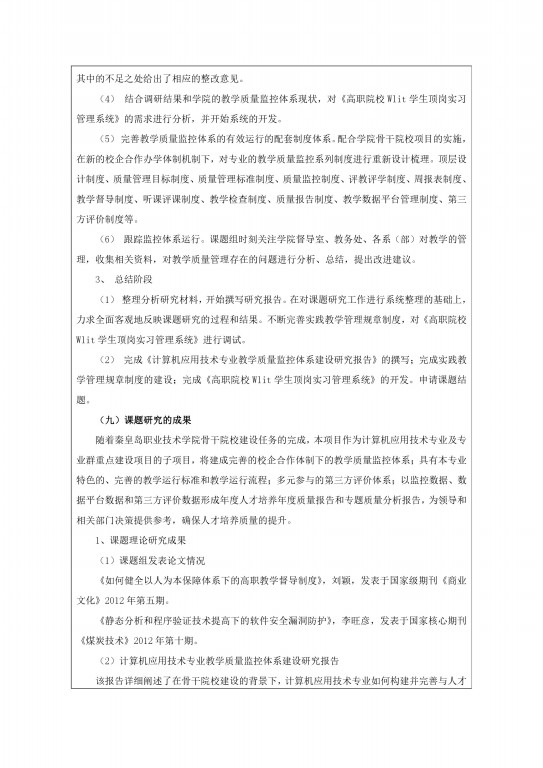 其中的不足之处给出了相应的整改意见。
（4） 结合调研结果和学院的教学质量监控体系现状，对《高职院校 Wlit 学生顶岗实习
管理系统》的需求进行分析，并开始系统的开发。
（5）完善教学质量监控体系的有效运行的配套制度体系。配合学院骨干院校项目的实施，
在新的校企合作办学体制机制下，对专业的教学质量监控系列制度进行重新设计梳理。顶层设
计制度、质量管理目标制度、质量管理标准制度、质量监控制度、评教评学制度、周报表制度、
教学督导制度、听课评课制度、教学检查制度、质量报告制度、教学数据平台管理制度、第三
方评价制度等。
（6） 跟踪监控体系运行。课题组时刻关注学院督导室、教务处、各系（部）对教学的管
理，收集相关资料，对教学质量管理存在的问题进行分析、总结，提出改进建议。
3、 总结阶段
（1） 整理分析研究材料，开始撰写研究报告。在对课题研究工作进行系统整理的基础上，
力求全面客观地反映课题研究的过程和结果。不断完善实践教学管理规章制度，对《高职院校
Wlit 学生顶岗实习管理系统》进行调试。
（2） 完成《计算机应用技术专业教学质量监控体系建设研究报告》的撰写；完成实践教
学管理规章制度的建设；完成《高职院校 Wlit 学生顶岗实习管理系统》的开发。申请课题结
题。
（九）课题研究的成果
随着秦皇岛职业技术学院骨干院校建设任务的完成，本项目作为计算机应用技术专业及专
业群重点建设项目的子项目，将建成完善的校企合作体制下的教学质量监控体系；具有本专业
特色的、完善的教学运行标准和教学运行流程；多元参与的第三方评价体系；以监控数据、数
据平台数据和第三方评价数据形成年度人才培养年度质量报告和专题质量分析报告，为领导和
相关部门决策提供参考，确保人才培养质量的提升。
1、课题理论研究成果
（1）课题组发表论文情况
《如何健全以人为本保障体系下的高职教学督导制度》，刘颖，发表于国家级期刊《商业
文化》2012 年第五期。
《静态分析和程序验证技术提高下的软件安全漏洞防护》，李旺彦，发表于国家核心期刊
《煤炭技术》2012 年第十期。
（2）计算机应用技术专业教学质量监控体系建设研究报告
该报告详细阐述了在骨干院校建设的背景下，计算机应用技术专业如何构建并完善与人才